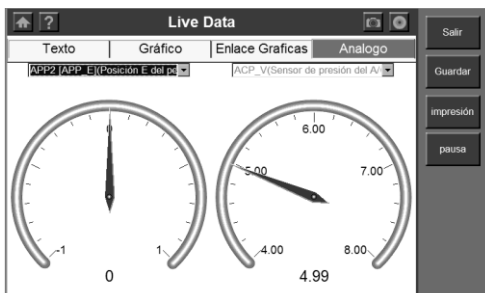 ?
Live Data
Texto
Gráfico
Enlace Graficas
Analogo
APP2 [APP_E](Posición E del pe
ACP_V(Sensor de presión del A/
0
-1
1
0
6.00
5.00
7.00
4.00
8.00
4.99
Salir
Guardar
impresión
pausa